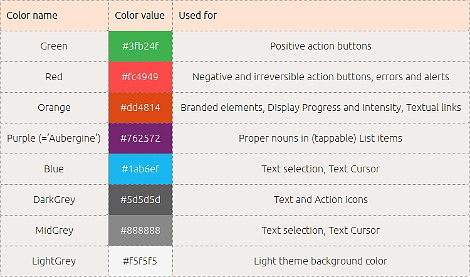 Color name Color value Used for
Green #3fb24f Positive action buttons
Red #fc4949 Negative and irreversible action buttons, errors and alerts
Orange #dd4814 Branded elements, Display Progress and Intensity, Textual links
Purple (='Aubergine') #762572 Proper nouns in (tappable) List items
Blue #1ab6ef Text selection, Text Cursor
DarkGrey #5d5d5d Text and Action icons
MidGrey #888888 Text selection, Text Cursor
LightGrey #f5f5f5 Light theme background color